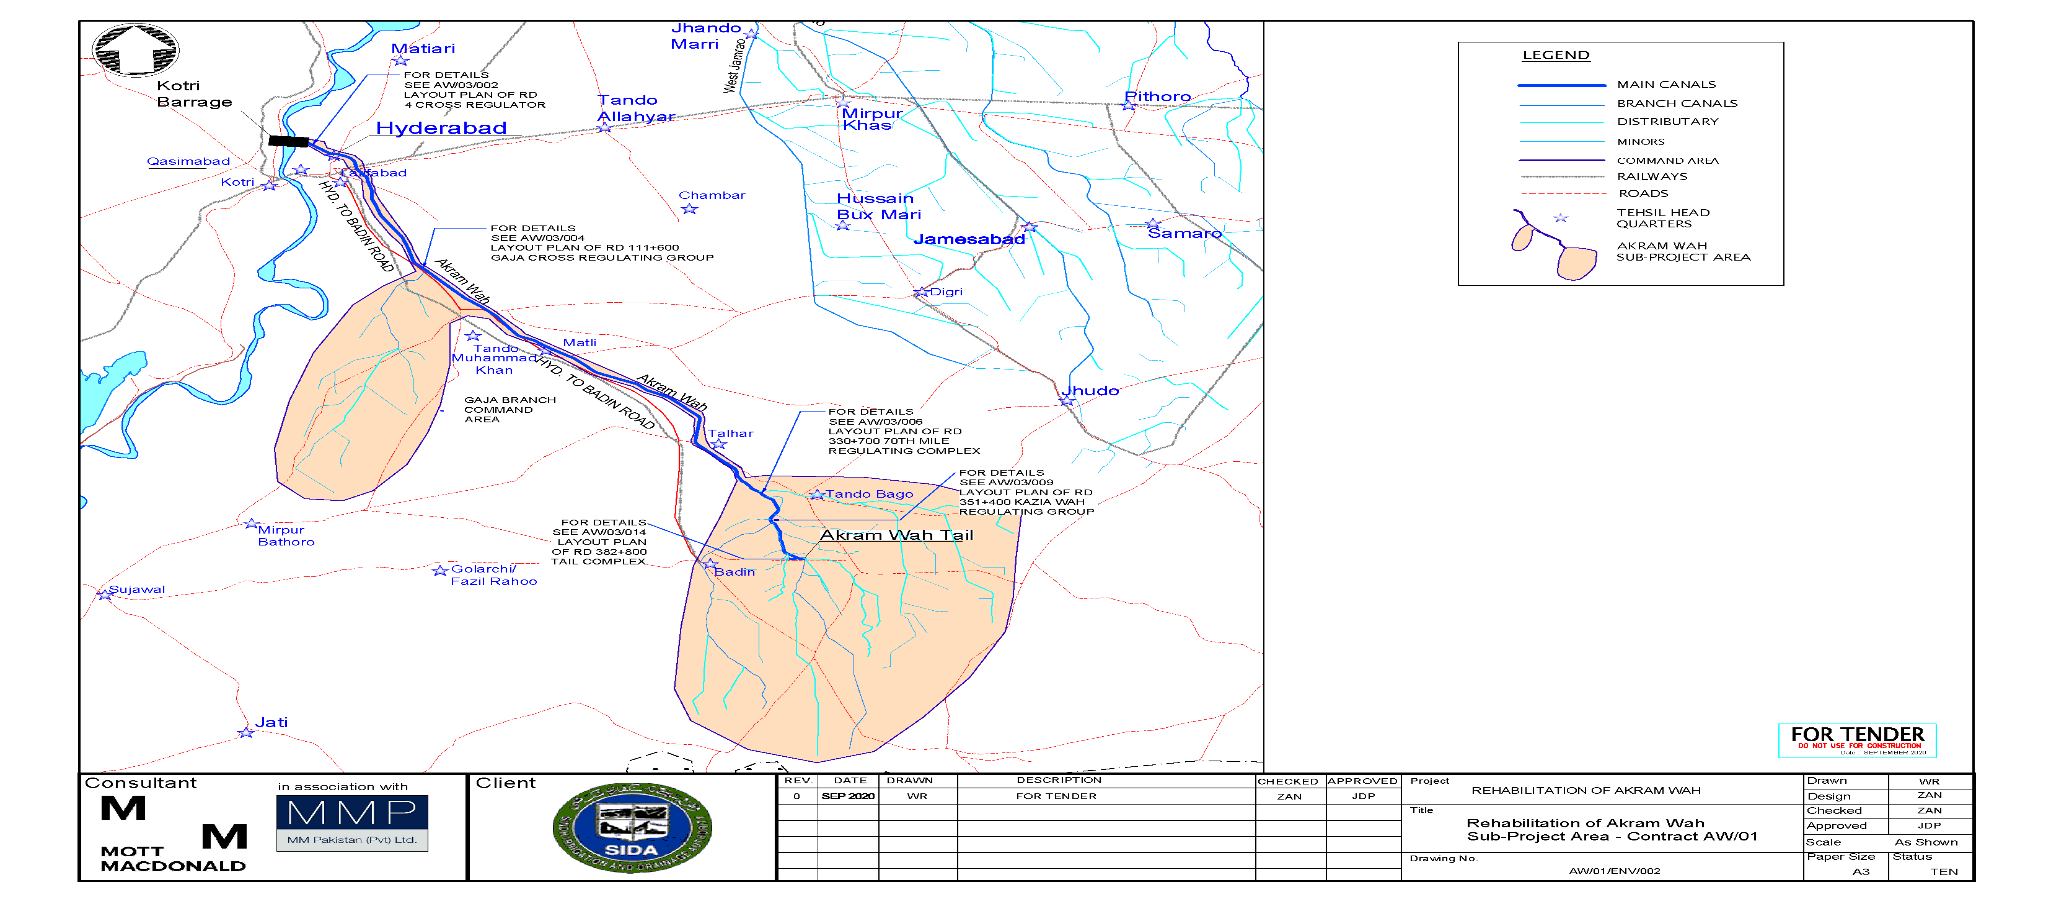 Jhando
Marri
West Jamrao
Matiari
Kotri
Barrage
FOR DETAILS
SEE AW/03/002
LAYOUT PLAN OF RD
4 CROSS REGULATOR
Hyderabad
Tando
Allahyar
Mirpur
Khas
Pithoro
Qasimabad
Kotri
HYD. TO BADIN ROAD
Chambar
Hussain
Bux Mari
Jamesabad
Samaro
FOR DETAILS
SEE AW/03/004
LAYOUT PLAN OF RD 111+600
GAJA CROSS REGULATING GROUP
Akram Wah
Digri
Tando
Muhammad
Khan
Matli
HYD. TO BADIN ROAD
Akram Wah
Jhudo
GAJA BRANCH
COMMAND
AREA
Talhar
FOR DETAILS
SEE AW/03/006
LAYOUT PLAN OF RD
330+700 70TH MILE
REGULATING COMPLEX
FOR DETAILS
SEE AW/03/009
LAYOUT PLAN OF RD
351+400 KAZIA WAH
REGULATING GROUP
Tando Bago
Akram Wah Tail
FOR DETAILS
SEE AW/03/014
LAYOUT PLAN
OF RD 382+800
TAIL COMPLEX
Badin
Mirpur
Bathoro
Golarchi/
Fazil Rahoo
Sujawal
Jati
LEGEND
MAIN CANALS
BRANCH CANALS
DISTRIBUTARY
MINORS
COMMAND AREA
RAILWAYS
ROADS
TEHSIL HEAD
QUARTERS
AKRAM WAH
SUB-PROJECT AREA
FOR TENDER
DO NOT USE FOR CONSTRUCTION
Date: SEPTEMBER 2020
Consultant
M
M
MOTT
MACDONALD
in association with
MMP
MM Pakistan (Pvt) Ltd.
Client
SIDA
REV. DATE DRAWN DESCRIPTION CHECKED APPROVED
0 SEP 2020 WR FOR TENDER ZAN JDP
Project
REHABILITATION OF AKRAM WAH
Title
Rehabilitation of Akram Wah
Sub-Project Area - Contract AW/01
Drawing No.
AW/01/ENV/002
Drawn WR
Design ZAN
Checked ZAN
Approved JDP
Scale As Shown
Paper Size Status
A3 TEN